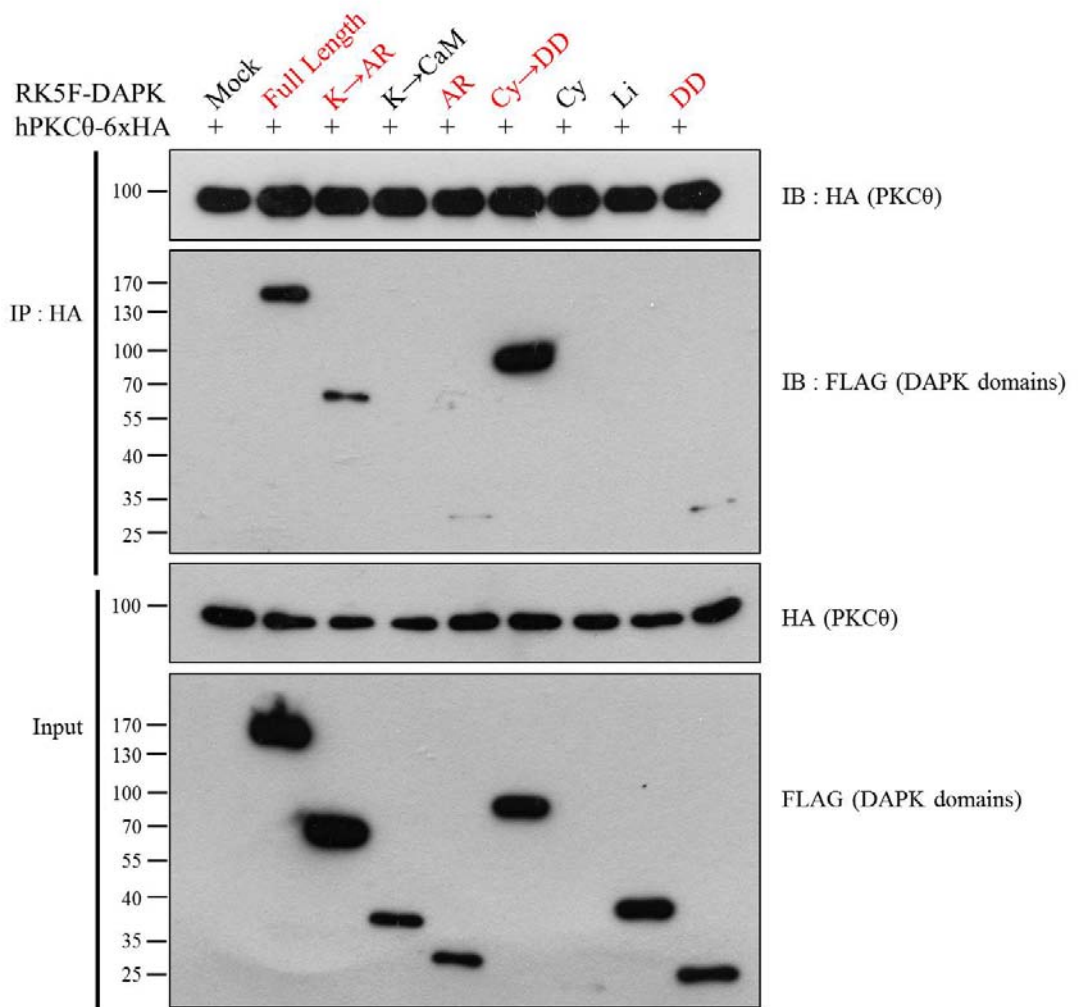 RK5F-DAPK Mock Full Length K→AR K→CaM AR Cy→DD Cy Li DD
hPKCθ-6xHA + + + + + + + + +
100
IB : HA (PKCθ)
IP : HA
170
130
100
70
55
40
35
25
IB : FLAG (DAPK domains)
100
HA (PKCθ)
Input
170
130
100
70
55
40
35
25
FLAG (DAPK domains)